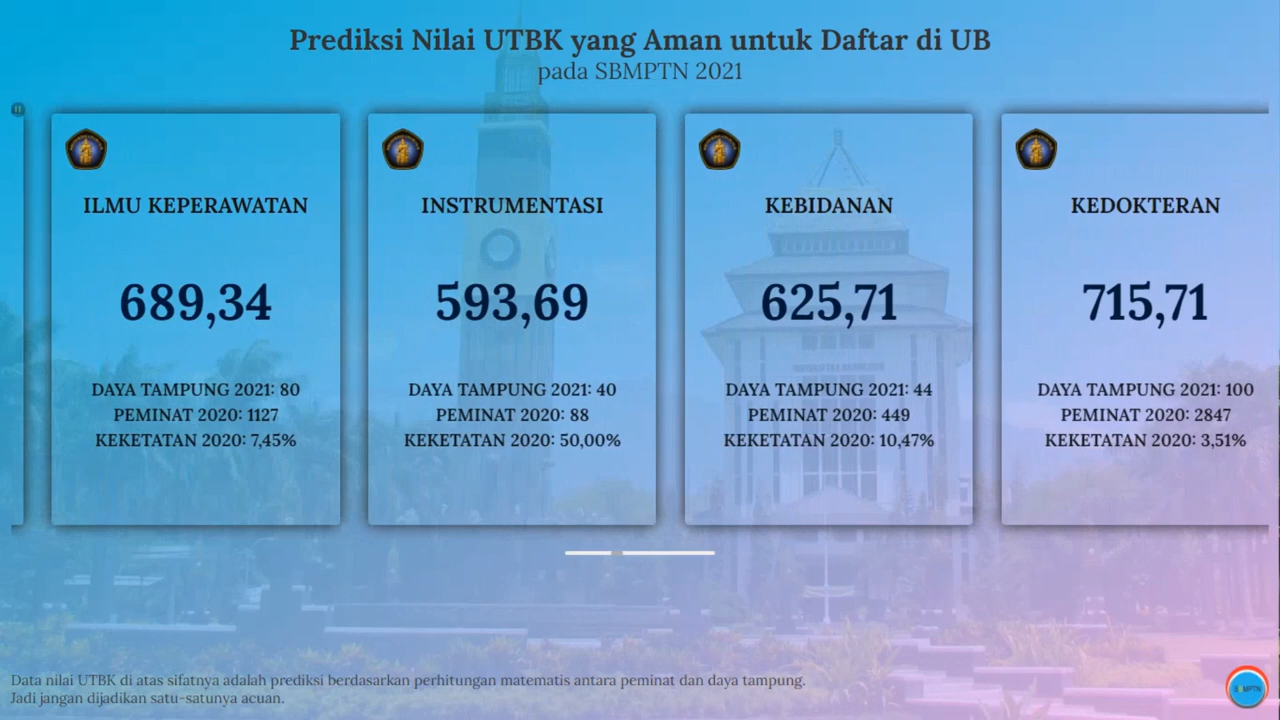 Prediksi Nilai UTBK yang Aman untuk Daftar di UB
pada SBMPTN 2021
ILMU KEPERAWATAN
689,34
DAYA TAMPUNG 2021: 80
PEMINAT 2020: 1127
KEKETATAN 2020: 7,45%
INSTRUMENTASI
593,69
DAYA TAMPUNG 2021: 40
PEMINAT 2020: 88
KEKETATAN 2020: 50,00%
KEBIDANAN
625,71
DAYA TAMPUNG 2021: 44
PEMINAT 2020: 449
KEKETATAN 2020: 10,47%
KEDOKTERAN
715,71
DAYA TAMPUNG 2021: 100
PEMINAT 2020: 2847
KEKETATAN 2020: 3,51%
Data nilai UTBK di atas sifatnya adalah prediksi berdasarkan perhitungan matematis antara peminat dan daya tampung.
Jadi jangan dijadikan satu-satunya acuan.
SBMPTN